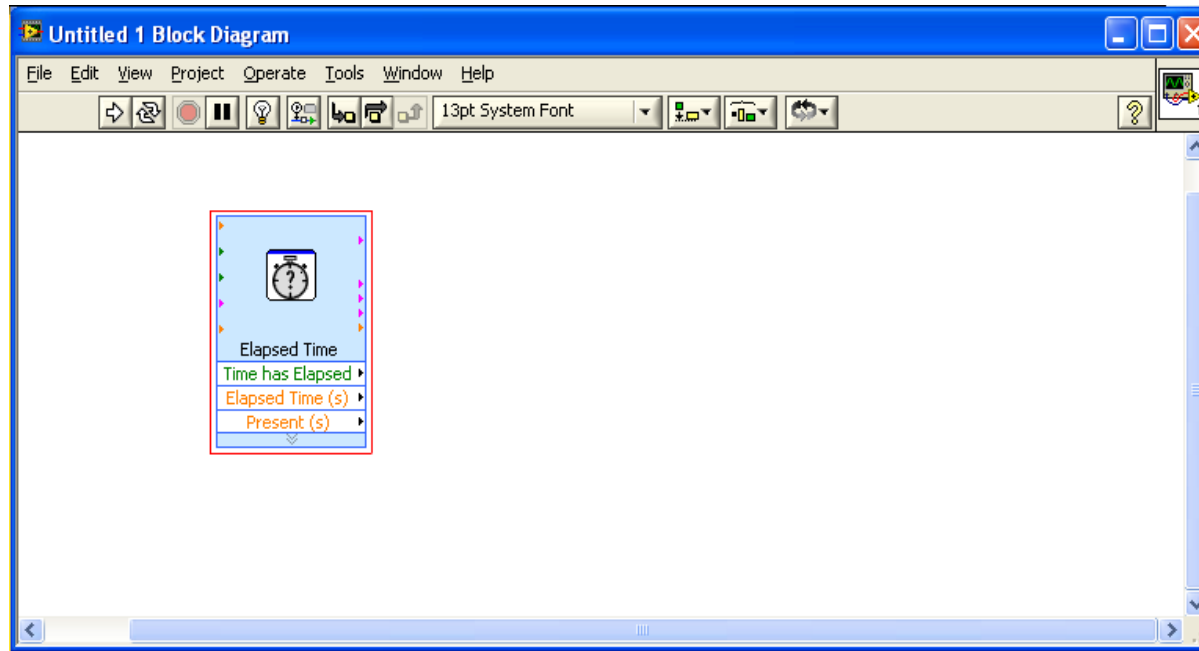 Untitled 1 Block Diagram
File Edit View Project Operate Tools Window Help
13pt System Font
?
?
Elapsed Time
Time has Elapsed
Elapsed Time (s)
Present (s)